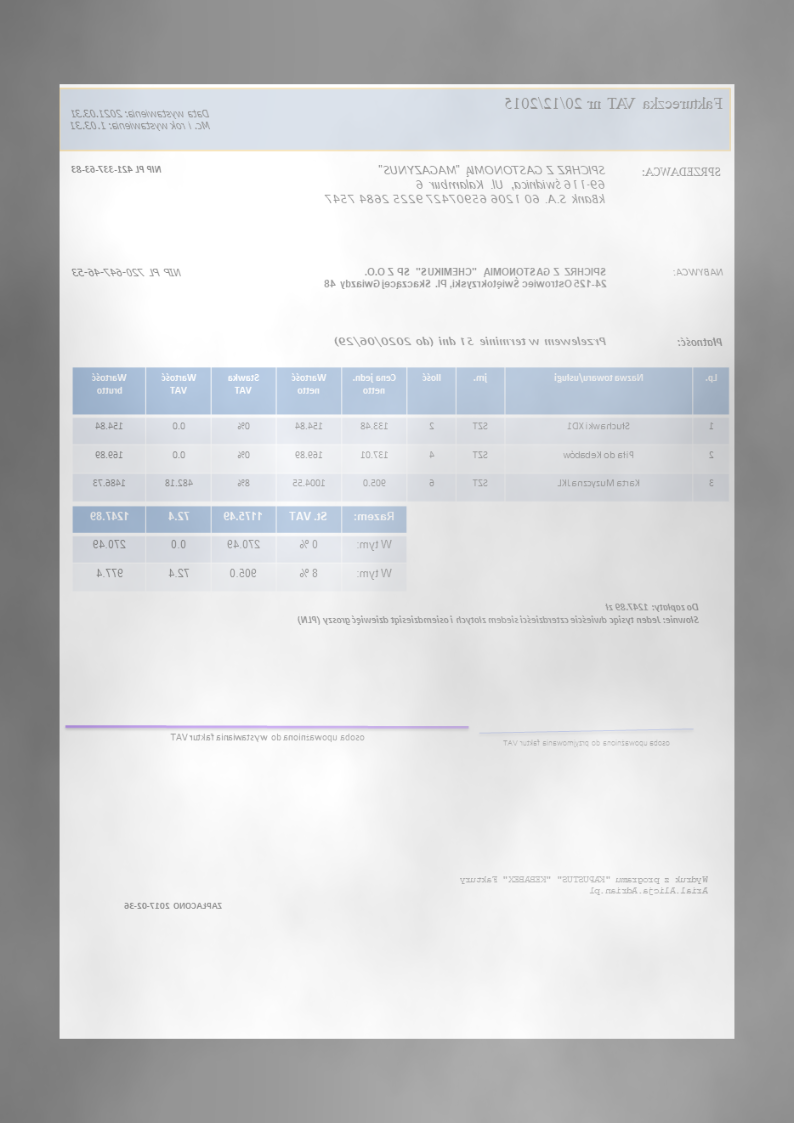 Faktureczka VAT nr 20/12/2015
Data wystawienia: 2021.03.31
Mc. i rok wystawienia: 1.03.31
SPRZEDAWCA: SPICHRZ Z GASTONOMIĄ "MAGAZYNUS" NIP PL 421-337-63-83
69-116 Świdnica, Ul. Kalambur 6
kBank S.A. 60 1206 65907427 9225 2684 7547
NABYWCA: SPICHRZ Z GASTONOMIĄ "CHEMIKUS" SP Z O.O. NIP PL 720-647-46-53
24-125 Ostrowiec Świętokrzyski, Pl. Skaczącej Gwiazdy 48
Płatność: Przelewem w terminie 51 dni (do 2020/06/29)
Lp. Nazwa towaru/usługi jm. Ilość Cena jedn. netto Wartość netto Stawka VAT Wartość VAT Wartość brutto
1 Słuchawki XD1 SZT 2 133.48 154.84 0% 0.0 154.84
2 Piła do Kebabów SZT 4 137.01 169.89 0% 0.0 169.89
3 Karta Muzyczna JKL SZT 6 905.0 1004.55 8% 482.18 1486.73
Razem: St. VAT 1175.49 72.4 1247.89
W tym: 0 % 270.49 0.0 270.49
W tym: 8 % 905.0 72.4 977.4
Do zapłaty: 1247.89 zł
Słownie: Jeden tysiąc dwieście czterdzieści siedem złotych i osiemdziesiąt dziewięć groszy (PLN)
osoba upoważniona do przyjmowania faktur VAT
osoba upoważniona do wystawiania faktur VAT
Wydruk z programu "KAPUSTUS" "KEBABEX" Faktury
Arial.Alicja.Adrian.pl
ZAPŁACONO 2017-02-36